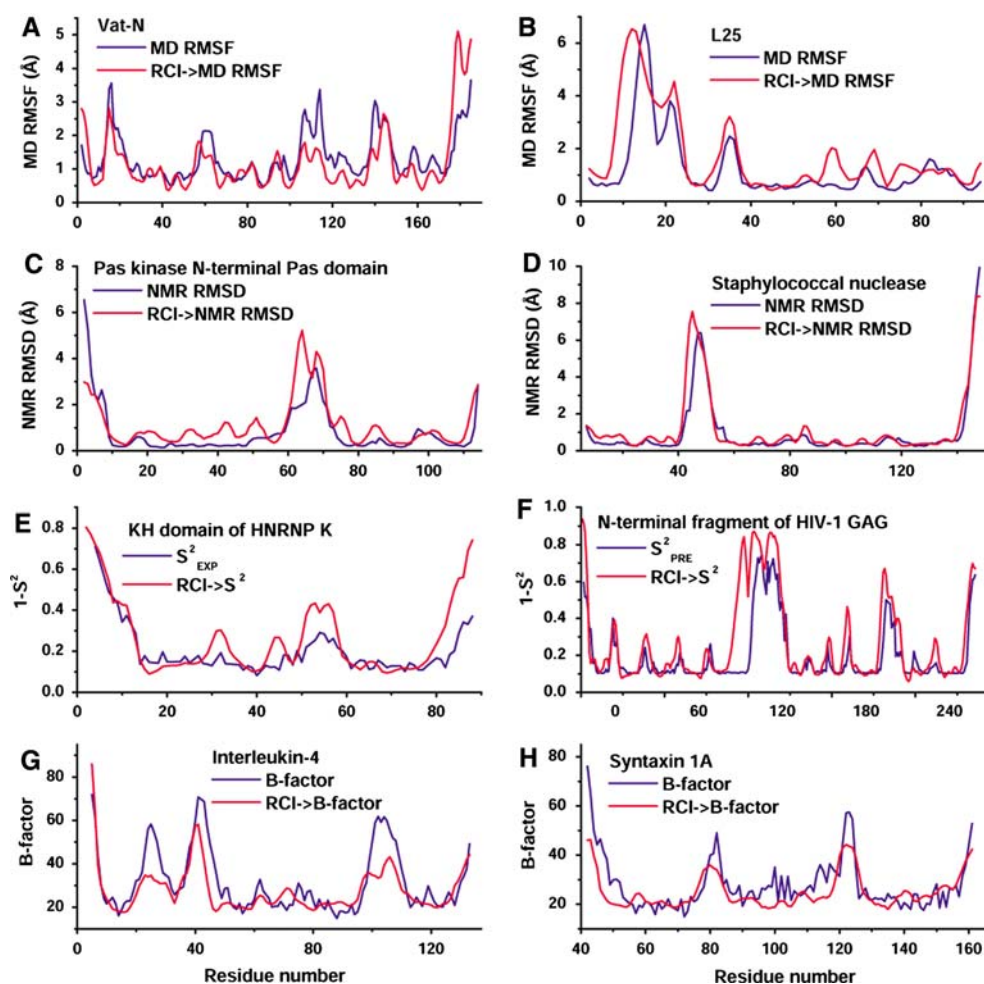 A
Vat-N
MD RMSF
RCI->MD RMSF
MD RMSF (Å)
6
5
4
3
2
1
0
0 40 80 120 160
B
L25
MD RMSF
RCI->MD RMSF
MD RMSF (Å)
6
4
2
0
0 20 40 60 80
C
Pas kinase N-terminal Pas domain
NMR RMSD
RCI->NMR RMSD
NMR RMSD (Å)
8
6
4
2
0
0 20 40 60 80 100
D
Staphylococcal nuclease
NMR RMSD
RCI->NMR RMSD
NMR RMSD (Å)
10
8
6
4
2
0
40 80 120
E
KH domain of HNRNP K
S²EXP
RCI->S²
1-S²
0.8
0.6
0.4
0.2
0.0
0 20 40 60 80
F
N-terminal fragment of HIV-1 GAG
S²PRE
RCI->S²
1-S²
1.0
0.8
0.6
0.4
0.2
0.0
0 60 120 180 240
G
Interleukin-4
B-factor
RCI->B-factor
B-factor
80
60
40
20
0 40 80 120
Residue number
H
Syntaxin 1A
B-factor
RCI->B-factor
B-factor
80
60
40
20
40 60 80 100 120 140 160
Residue number